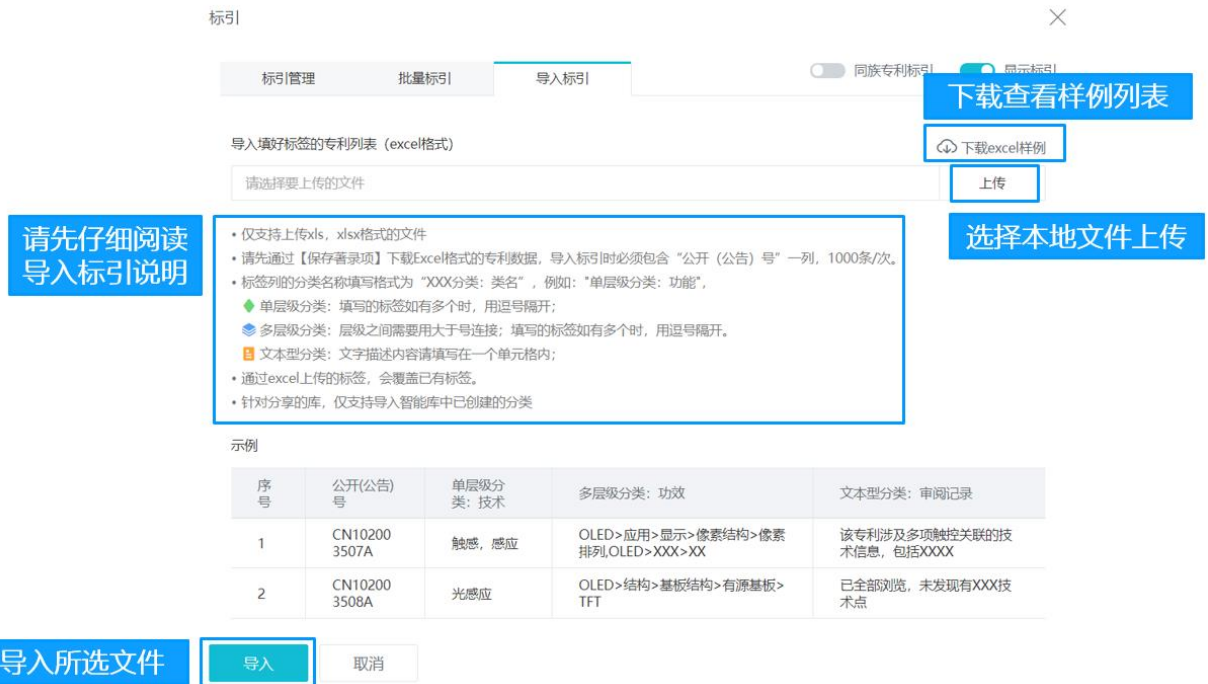 标引
标引管理
批量标引
导入标引
同族专利标引
显示标引
下载查看样例列表
导入填好标签的专利列表（excel格式）
下载excel样例
请选择要上传的文件
上传
请先仔细阅读
导入标引说明
选择本地文件上传
• 仅支持上传xls，xlsx格式的文件
• 请先通过【保存著录项】下载Excel格式的专利数据，导入标引时必须包含“公开（公告）号”一列，1000条/次。
• 标签列的分类名称填写格式为“XXX分类：类名”，例如："单层级分类：功能"，
单层级分类：填写的标签如有多个时，用逗号隔开；
多层级分类：层级之间需要用大于号连接；填写的标签如有多个时，用逗号隔开。
文本型分类：文字描述内容请填写在一个单元格内；
• 通过excel上传的标签，会覆盖已有标签。
• 针对分享的库，仅支持导入智能库中已创建的分类
示例
序
号
公开(公告)
号
单层级分
类：技术
多层级分类：功效
文本型分类：审阅记录
1
CN10200
3507A
触感，感应
OLED>应用>显示>像素结构>像素
排列,OLED>XXX>XX
该专利涉及多项触控关联的技
术信息，包括XXXX
2
CN10200
3508A
光感应
OLED>结构>基板结构>有源基板>
TFT
已全部浏览，未发现有XXX技
术点
导入所选文件
导入
取消